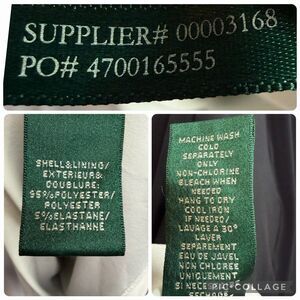 SUPPLIER# 00003168
PO# 4700165555
SHELL&LINING/
EXTERIEUR&
DOUBLURE:
95%POLYESTER/
POLYESTER
5%ELASTANE/
ELASTHANNE
MACHINE WASH
COLD
SEPARATELY
ONLY
NON-CHLORINE
BLEACH WHEN
NEEDED
HANG TO DRY
COOL IRON
IF NEEDED/
LAVAGE A 30°
LAVER
SEPAREMENT
EAU DE JAVEL
NON CHLOREE
UNIQUEMENT
SI NECE
PIC•COLLAGE